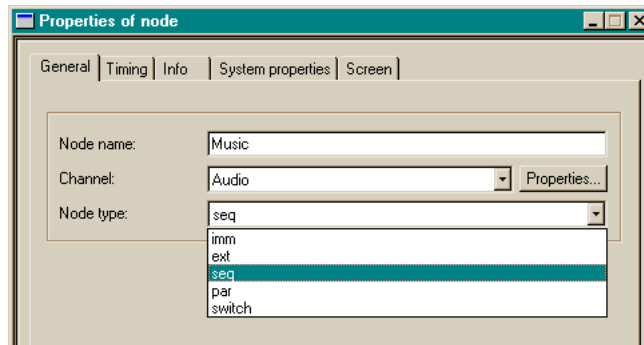 Properties of node
General Timing Info System properties Screen
Node name: Music
Channel: Audio Properties...
Node type: seq
imm
ext
seq
par
switch